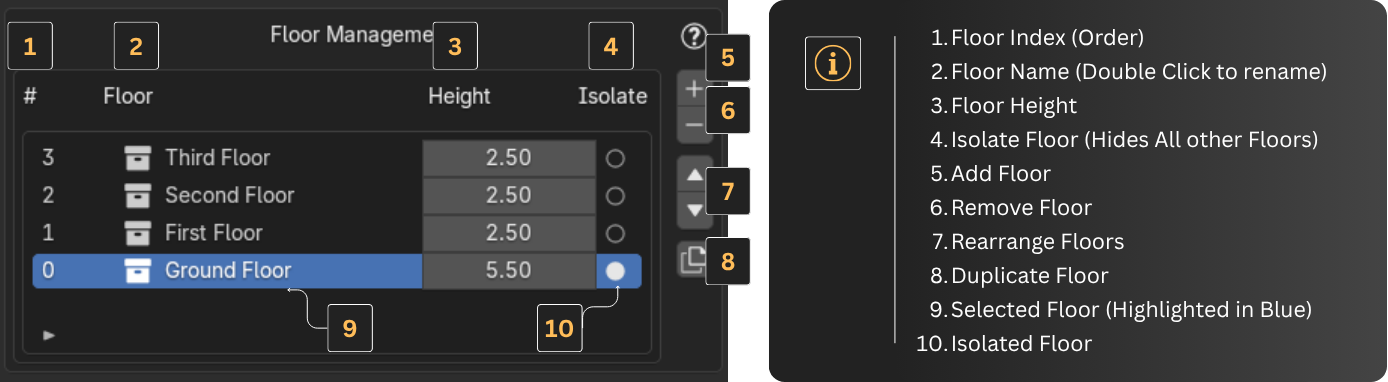 1
2
Floor Manageme
3
4
?
5
# Floor Height Isolate
+
6
−
3 Third Floor 2.50
2 Second Floor 2.50
7
1 First Floor 2.50
0 Ground Floor 5.50
8
9
10
i
1. Floor Index (Order)
2. Floor Name (Double Click to rename)
3. Floor Height
4. Isolate Floor (Hides All other Floors)
5. Add Floor
6. Remove Floor
7. Rearrange Floors
8. Duplicate Floor
9. Selected Floor (Highlighted in Blue)
10. Isolated Floor